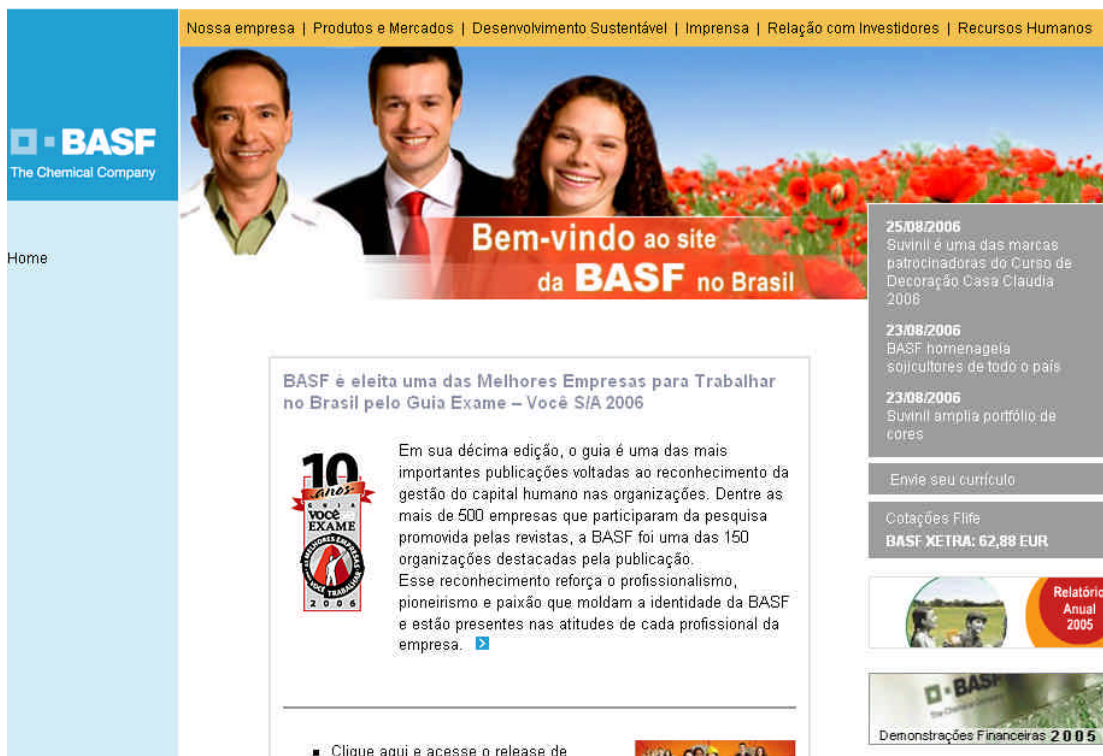 Nossa empresa | Produtos e Mercados | Desenvolvimento Sustentável | Imprensa | Relação com Investidores | Recursos Humanos
BASF
The Chemical Company
Home
Bem-vindo ao site
da BASF no Brasil
25/08/2006
Suvinil é uma das marcas
patrocinadoras do Curso de
Decoração Casa Claudia
2006
23/08/2006
BASF homenageia
sojicultores de todo o país
23/08/2006
Suvinil amplia portfólio de
cores
Envie seu currículo
Cotações Flife
BASF XETRA: 62,88 EUR
Relatório
Anual
2005
BASF
The Chemical
Demonstrações Financeiras 2005
BASF é eleita uma das Melhores Empresas para Trabalhar
no Brasil pelo Guia Exame – Você S/A 2006
10
anos
GUIA
VOCÊ
EXAME
AS MELHORES EMPRESAS
VOCÊ TRABALHAR
2006
Em sua décima edição, o guia é uma das mais
importantes publicações voltadas ao reconhecimento da
gestão do capital humano nas organizações. Dentre as
mais de 500 empresas que participaram da pesquisa
promovida pelas revistas, a BASF foi uma das 150
organizações destacadas pela publicação.
Esse reconhecimento reforça o profissionalismo,
pioneirismo e paixão que moldam a identidade da BASF
e estão presentes nas atitudes de cada profissional da
empresa.
Clique aqui e acesse o release de